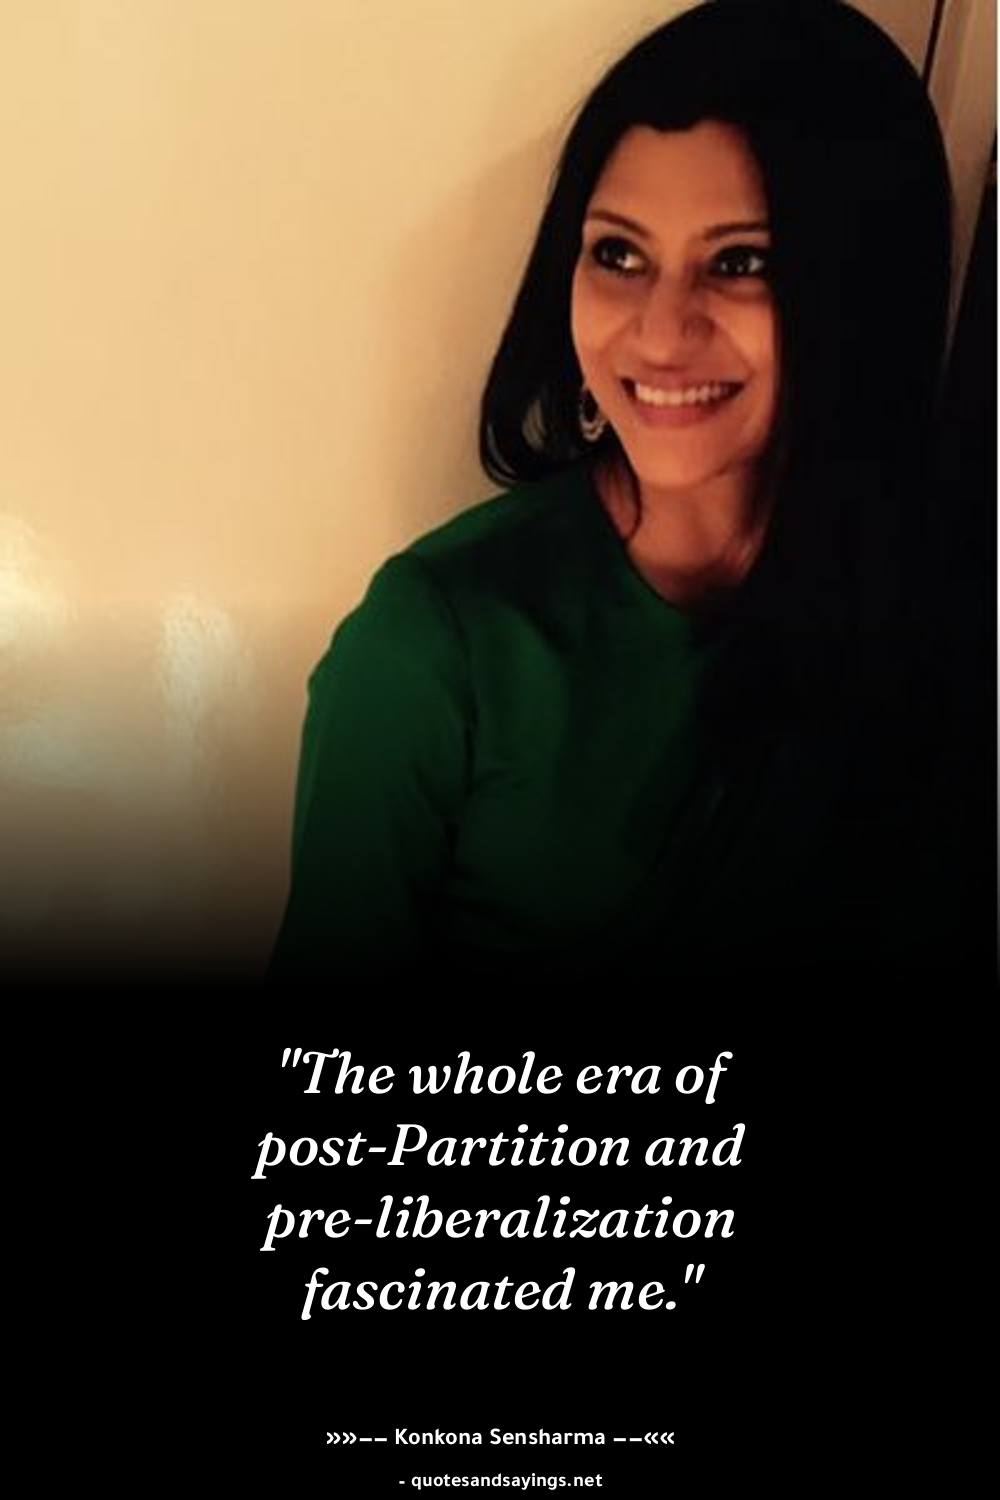 "The whole era of
post-Partition and
pre-liberalization
fascinated me."
»»−− Konkona Sensharma −−««
- quotesandsayings.net